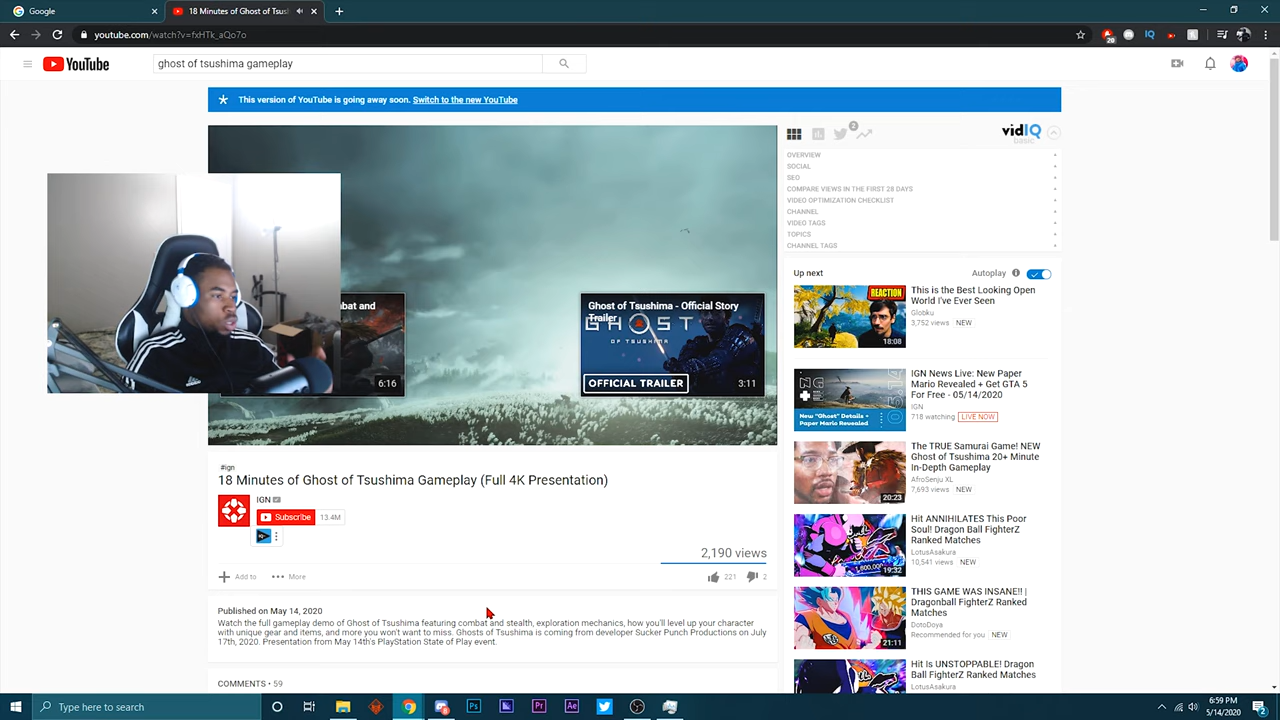 Google
18 Minutes of Ghost of Tsus
youtube.com/watch?v=fxHTk_aQo7o
20
YouTube
ghost of tsushima gameplay
This version of YouTube is going away soon. Switch to the new YouTube
2
vidIQ
basic
OVERVIEW
SOCIAL
SEO
COMPARE VIEWS IN THE FIRST 28 DAYS
VIDEO OPTIMIZATION CHECKLIST
CHANNEL
VIDEO TAGS
TOPICS
CHANNEL TAGS
bat and
6:16
Ghost of Tsushima - Official Story
Trailer
GHOST
OF TSUSHIMA
OFFICIAL TRAILER
3:11
#ign
18 Minutes of Ghost of Tsushima Gameplay (Full 4K Presentation)
IGN
Subscribe 13.4M
2,190 views
Add to More
221 2
Published on May 14, 2020
Watch the full gameplay demo of Ghost of Tsushima featuring combat and stealth, exploration mechanics, how you'll level up your character
with unique gear and items, and more you won't want to miss. Ghosts of Tsushima is coming from developer Sucker Punch Productions on July
17th, 2020. Presentation from May 14th's PlayStation State of Play event.
COMMENTS • 59
Up next
Autoplay
REACTION
18:08
This is the Best Looking Open
World I've Ever Seen
Globku
3,752 views NEW
New "Ghost" Details +
Paper Mario Revealed
IGN News Live: New Paper
Mario Revealed + Get GTA 5
For Free - 05/14/2020
IGN
718 watching LIVE NOW
20:23
The TRUE Samurai Game! NEW
Ghost of Tsushima 20+ Minute
In-Depth Gameplay
AfroSenju XL
7,693 views NEW
19:32
Hit ANNIHILATES This Poor
Soul! Dragon Ball FighterZ
Ranked Matches
LotusAsakura
10,541 views NEW
21:11
THIS GAME WAS INSANE!! |
Dragonball FighterZ Ranked
Matches
DotoDoya
Recommended for you NEW
Hit Is UNSTOPPABLE! Dragon
Ball FighterZ Ranked Matches
LotusAsakura
Type here to search
Ps
Pr
Ae
6:59 PM
5/14/2020
2